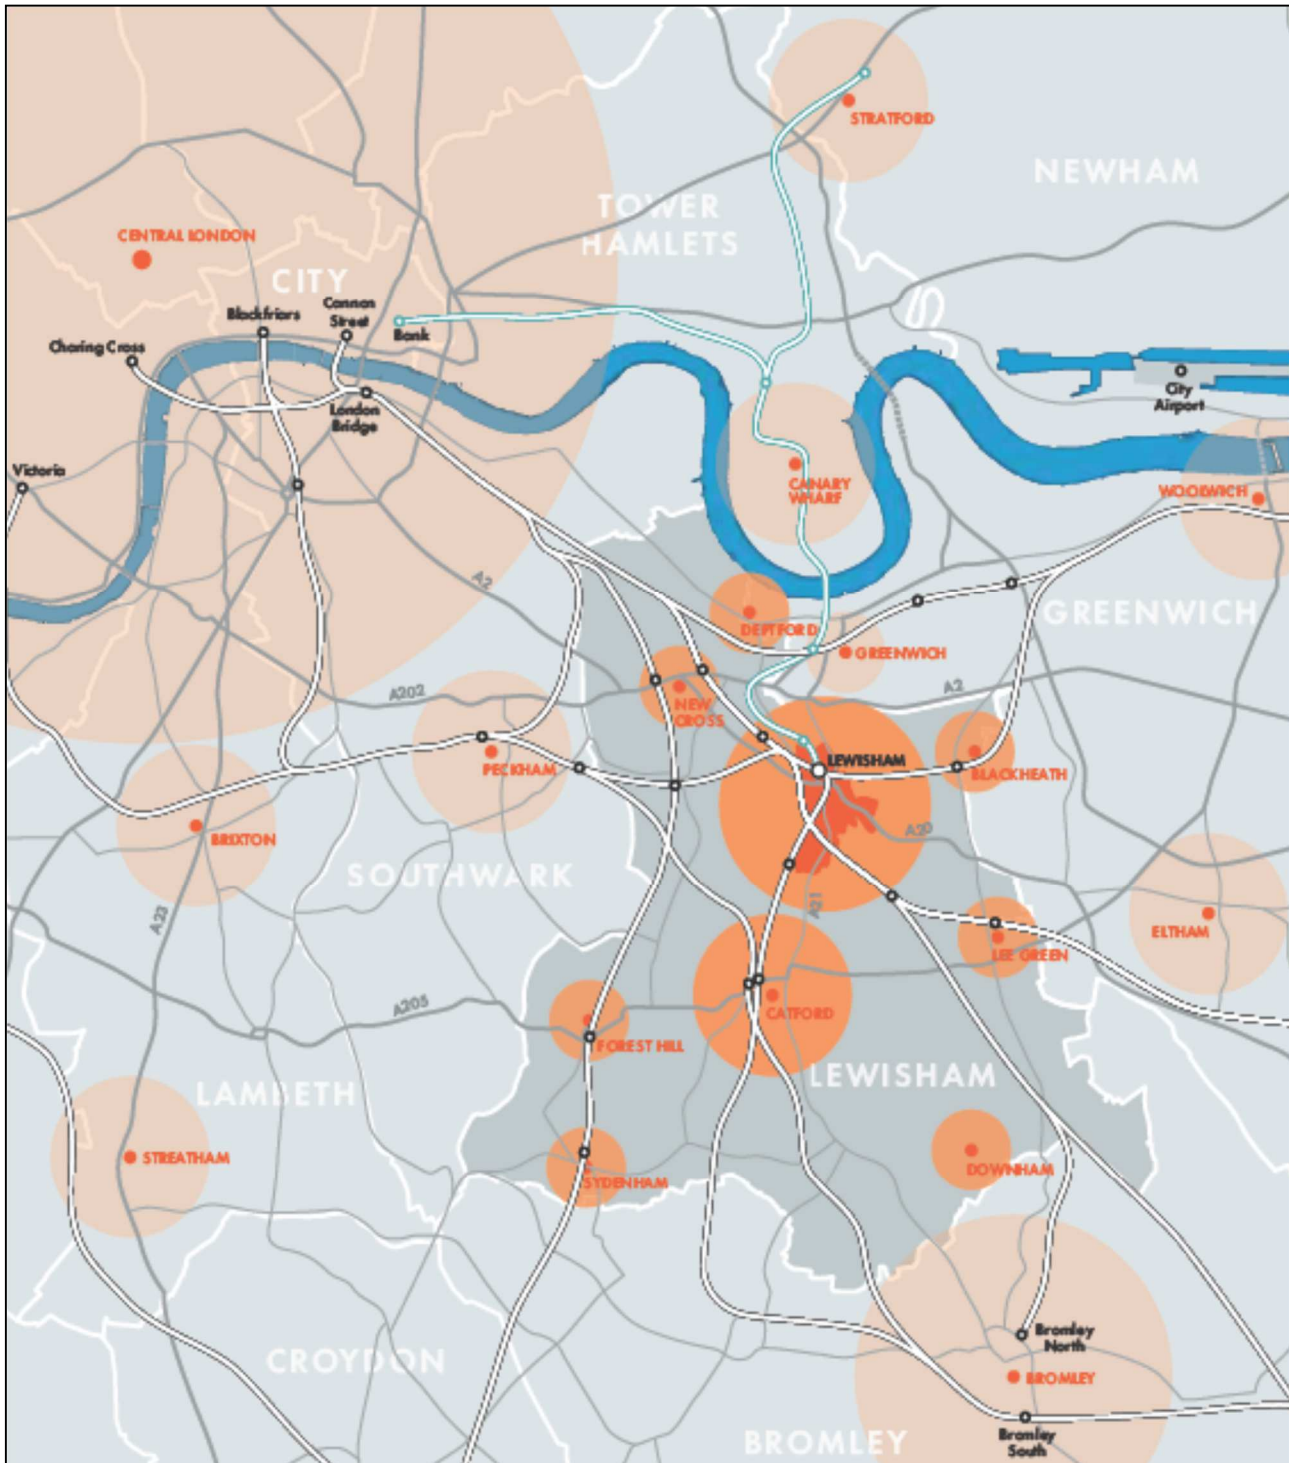 STRATFORD
NEWHAM
TOWER
HAMLETS
CENTRAL LONDON
CITY
Cannon
Street
Blackfriars
Bank
Charing Cross
London
Bridge
City
Airport
Victoria
CANARY
WHARF
WOOLWICH
A2
DEPTFORD
GREENWICH
GREENWICH
A202
A2
NEW
CROSS
PECKHAM
LEWISHAM
BLACKHEATH
BRIXTON
A20
SOUTHWARK
A21
A23
ELTHAM
LEE GREEN
A205
CATFORD
FOREST HILL
LEWISHAM
LAMBETH
STREATHAM
DOWNHAM
SYDENHAM
Bromley
North
CROYDON
BROMLEY
BROMLEY
Bromley
South